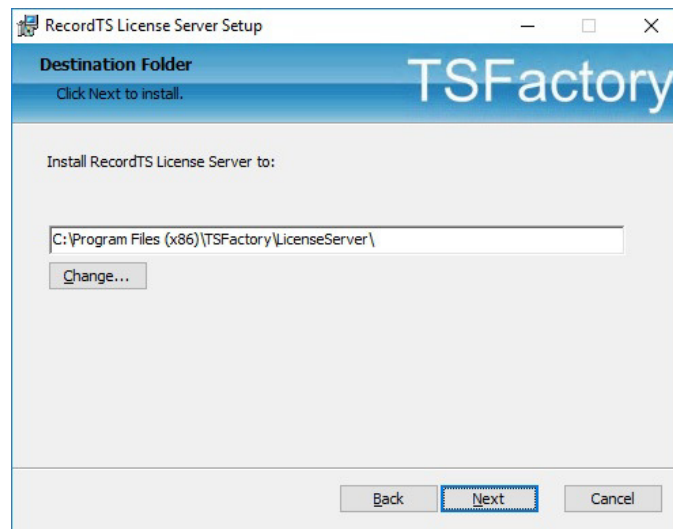 RecordTS License Server Setup
Destination Folder
Click Next to install.
TSFactory
Install RecordTS License Server to:
C:\Program Files (x86)\TSFactory\LicenseServer\
Change...
Back
Next
Cancel